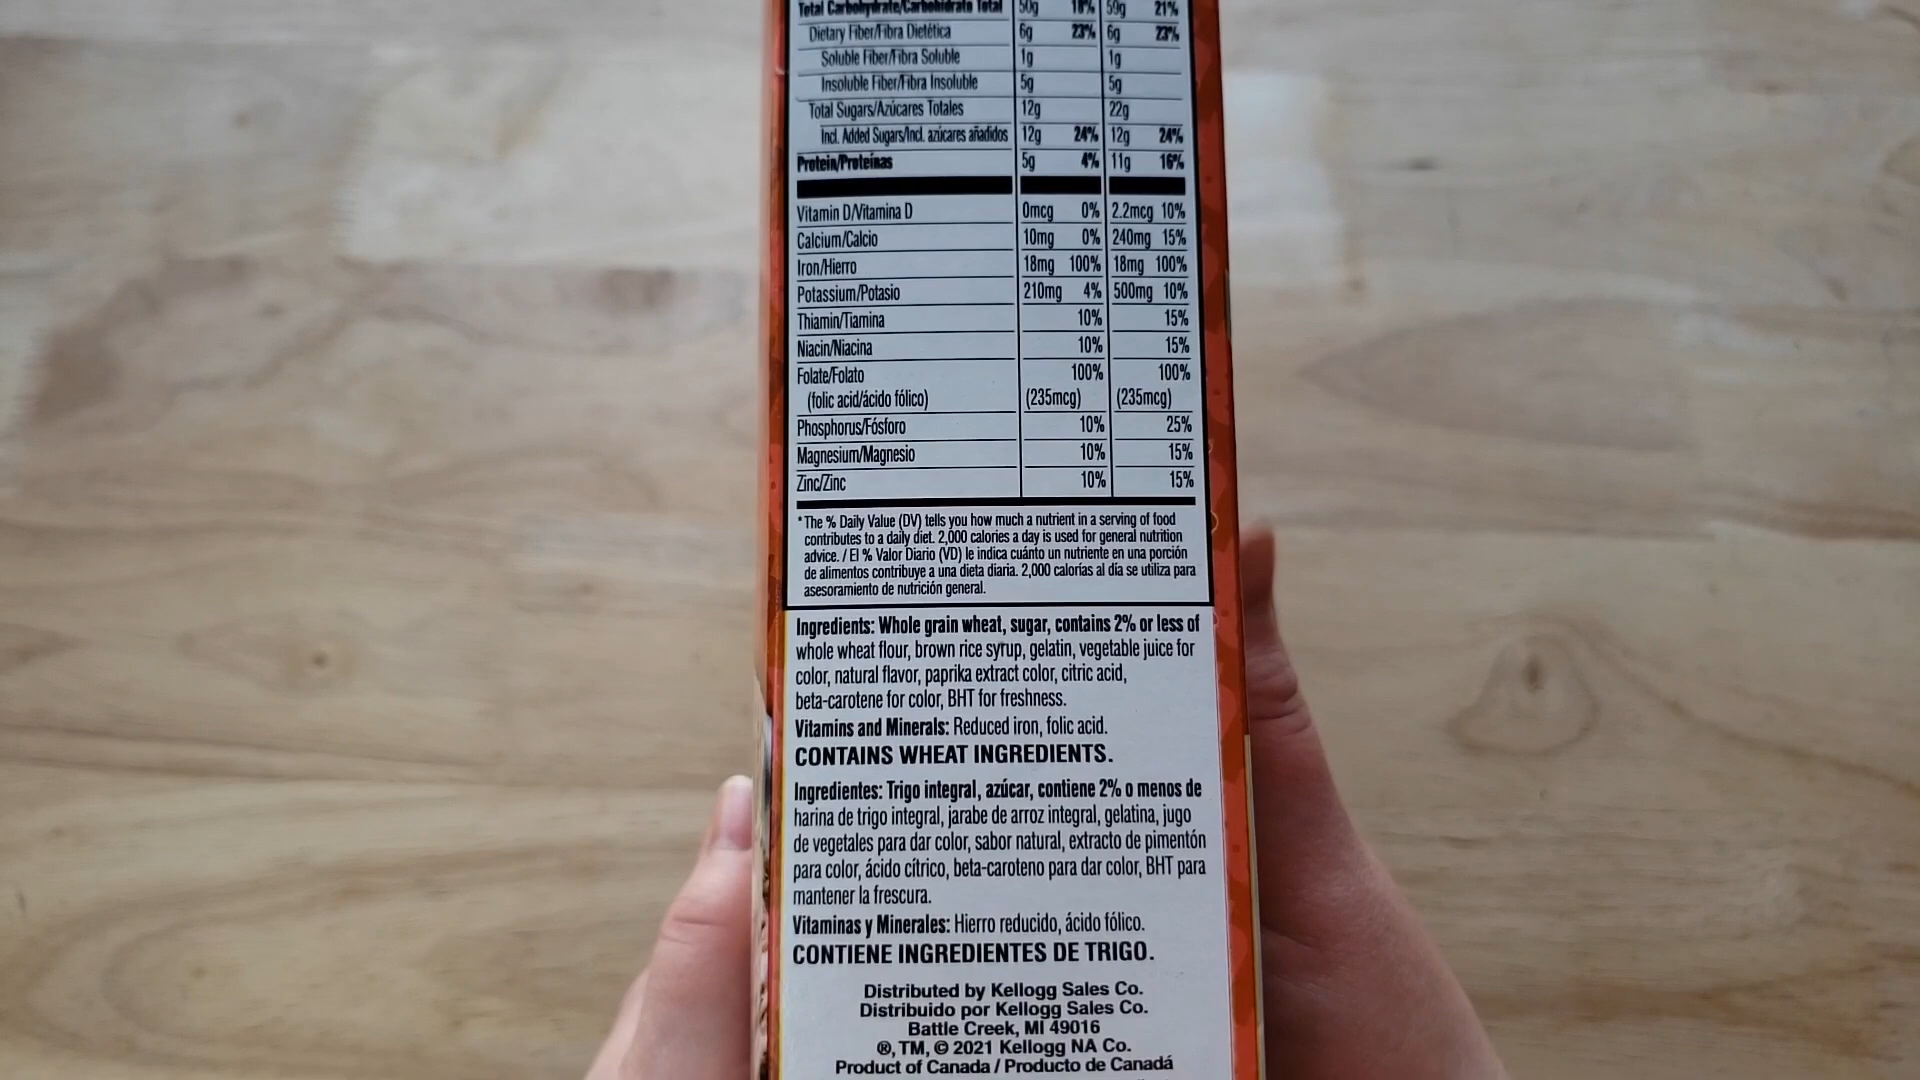 Total Carbohydrate/Carbohidrato Total 50g 18% 59g 21%
Dietary Fiber/Fibra Dietética 6g 23% 6g 23%
Soluble Fiber/Fibra Soluble 1g 1g
Insoluble Fiber/Fibra Insoluble 5g 5g
Total Sugars/Azúcares Totales 12g 22g
Incl. Added Sugars/Incl. azúcares añadidos 12g 24% 12g 24%
Protein/Proteínas 5g 4% 11g 16%
Vitamin D/Vitamina D 0mcg 0% 2.2mcg 10%
Calcium/Calcio 10mg 0% 240mg 15%
Iron/Hierro 18mg 100% 18mg 100%
Potassium/Potasio 210mg 4% 500mg 10%
Thiamin/Tiamina 10% 15%
Niacin/Niacina 10% 15%
Folate/Folato 100% 100%
(folic acid/ácido fólico) (235mcg) (235mcg)
Phosphorus/Fósforo 10% 25%
Magnesium/Magnesio 10% 15%
Zinc/Zinc 10% 15%
*The % Daily Value (DV) tells you how much a nutrient in a serving of food
contributes to a daily diet. 2,000 calories a day is used for general nutrition
advice. / El % Valor Diario (VD) le indica cuánto un nutriente en una porción
de alimentos contribuye a una dieta diaria. 2,000 calorías al día se utiliza para
asesoramiento de nutrición general.
Ingredients: Whole grain wheat, sugar, contains 2% or less of
whole wheat flour, brown rice syrup, gelatin, vegetable juice for
color, natural flavor, paprika extract color, citric acid,
beta-carotene for color, BHT for freshness.
Vitamins and Minerals: Reduced iron, folic acid.
CONTAINS WHEAT INGREDIENTS.
Ingredientes: Trigo integral, azúcar, contiene 2% o menos de
harina de trigo integral, jarabe de arroz integral, gelatina, jugo
de vegetales para dar color, sabor natural, extracto de pimentón
para color, ácido cítrico, beta-caroteno para dar color, BHT para
mantener la frescura.
Vitaminas y Minerales: Hierro reducido, ácido fólico.
CONTIENE INGREDIENTES DE TRIGO.
Distributed by Kellogg Sales Co.
Distribuido por Kellogg Sales Co.
Battle Creek, MI 49016
®, TM, © 2021 Kellogg NA Co.
Product of Canada / Producto de Canadá